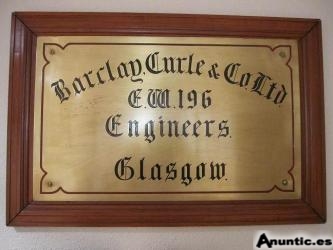 Barclay, Curle & Co. Ltd
E.W. 196
Engineers.
Glasgow.
Anuntic.es